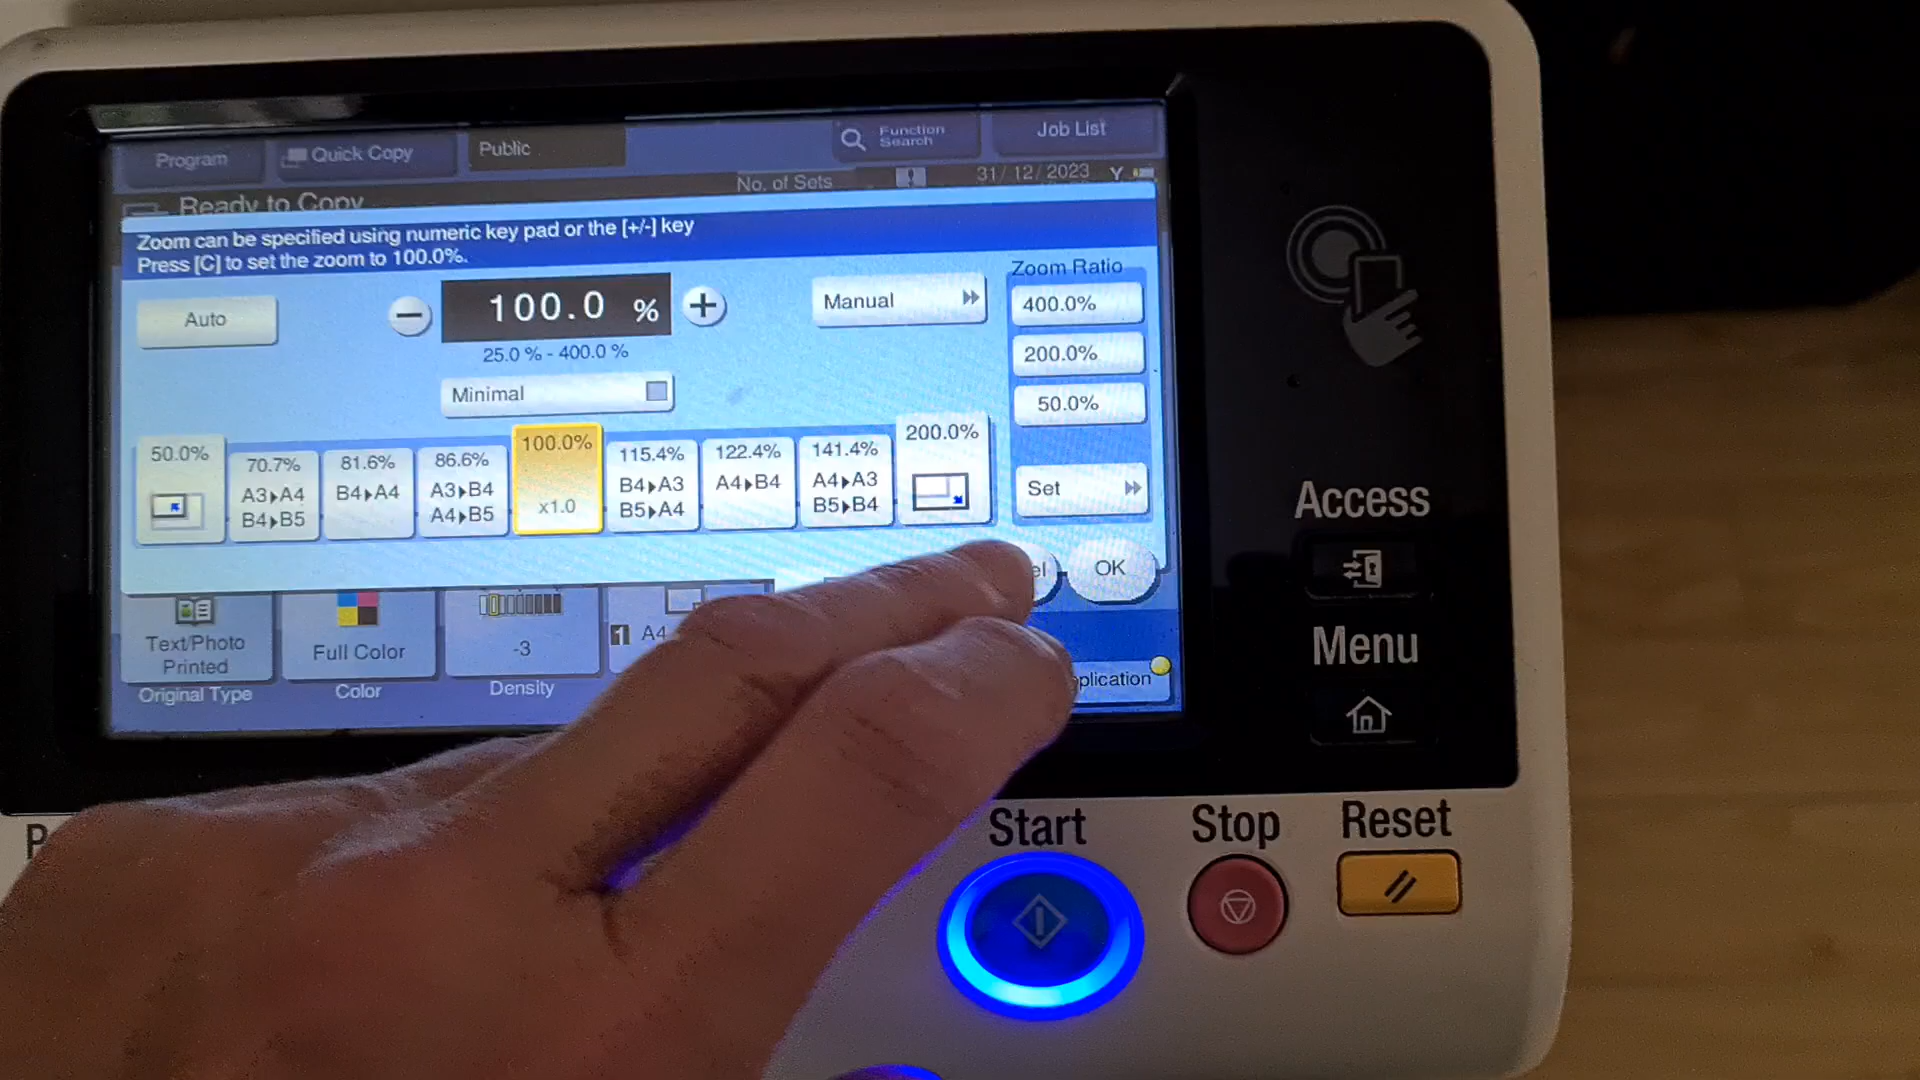 Program
Quick Copy
Public
Function
Search
Job List
Ready to Copy
No. of Sets
31/12/2023
Y
Zoom can be specified using numeric key pad or the [+/-] key
Press [C] to set the zoom to 100.0%.
Auto
−
100.0 %
+
25.0 % - 400.0 %
Minimal
Manual
Zoom Ratio
400.0%
200.0%
50.0%
Set
50.0%
70.7%
A3▸A4
B4▸B5
81.6%
B4▸A4
86.6%
A3▸B4
A4▸B5
100.0%
x1.0
115.4%
B4▸A3
B5▸A4
122.4%
A4▸B4
141.4%
A4▸A3
B5▸B4
200.0%
el
OK
Text/Photo
Printed
Original Type
Full Color
Color
-3
Density
1 A4
plication
Access
Menu
P
Start
Stop
Reset